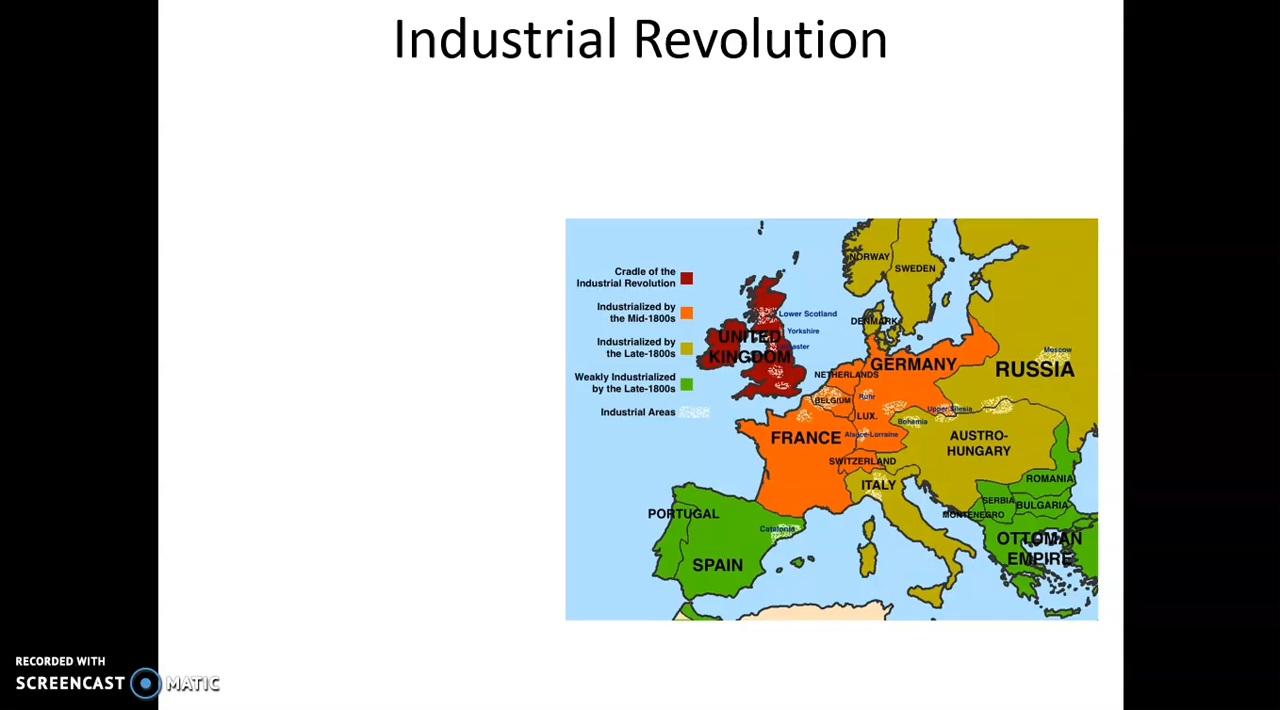 Industrial Revolution
Cradle of the
Industrial Revolution
Industrialized by
the Mid-1800s
Industrialized by
the Late-1800s
Weakly Industrialized
by the Late-1800s
Industrial Areas
NORWAY
SWEDEN
Lower Scotland
DENMARK
Yorkshire
UNITED
KINGDOM
Moscow
GERMANY
RUSSIA
NETHERLANDS
BELGIUM
Ruhr
Upper Silesia
LUX.
Bohemia
FRANCE
Alsace-Lorraine
AUSTRO-
HUNGARY
SWITZERLAND
ITALY
ROMANIA
SERBIA
BULGARIA
PORTUGAL
MONTENEGRO
Catalonia
OTTOMAN
EMPIRE
SPAIN
RECORDED WITH
SCREENCAST MATIC